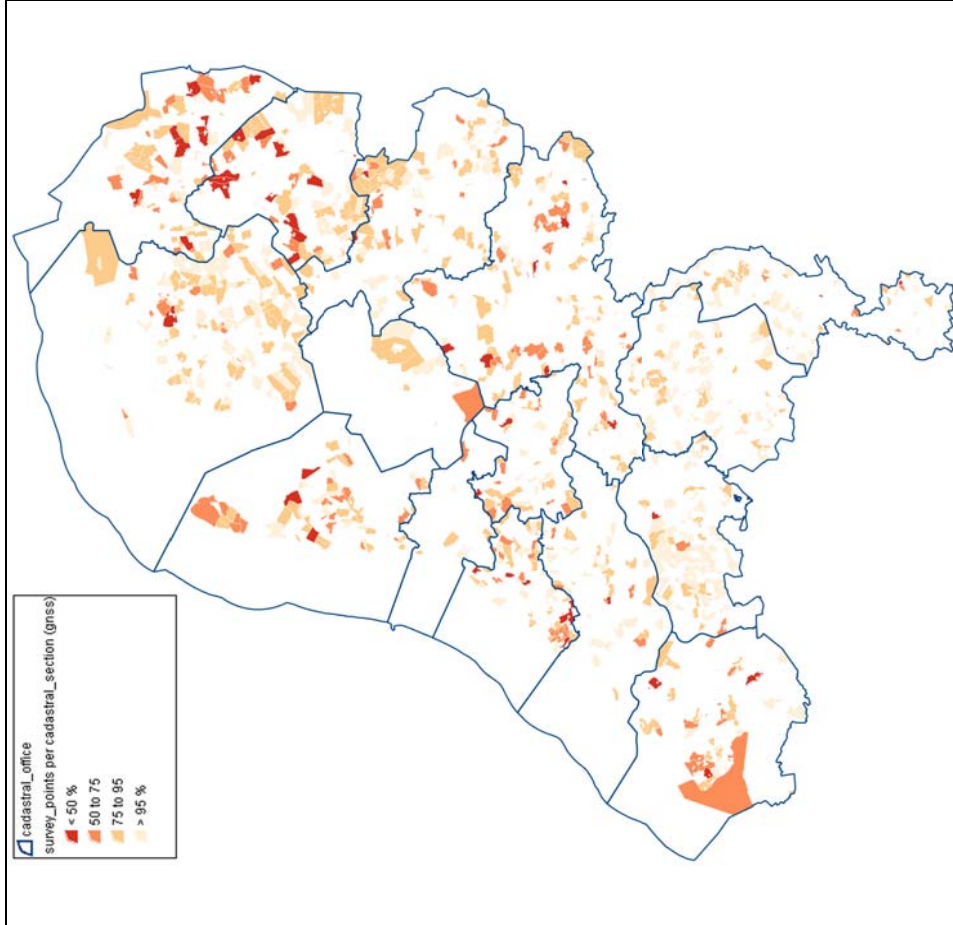 cadastral_office
survey_points per cadastral_section (gnss)
< 50 %
50 to 75
75 to 95
> 95 %